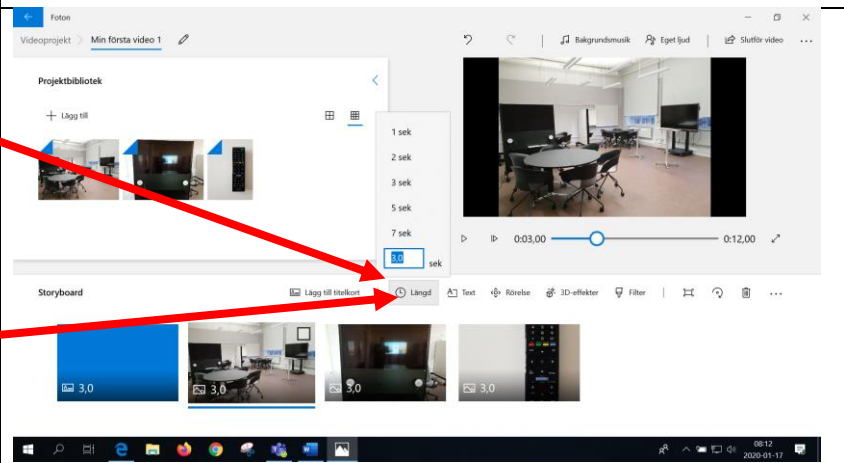 Foton
Videoprojekt > Min första video 1
Bakgrundsmusik Eget ljud Slutför video ...
Projektbibliotek
+ Lägg till
1 sek
2 sek
3 sek
5 sek
7 sek
3,0 sek
0:03,00 0:12,00
Storyboard
Lägg till titelkort Längd Text Rörelse 3D-effekter Filter ...
3,0 3,0 3,0 3,0
08:12
2020-01-17